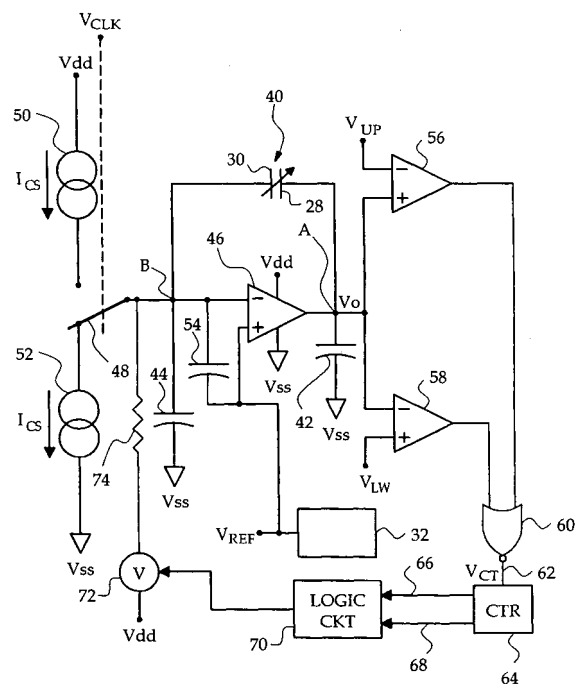 VCLK
Vdd
50
40
ICS
30
28
VUP
56
A
46
Vdd
B
Vo
54
52
48
44
Vss
42
Vss
58
ICS
74
Vss
VLW
VREF
32
60
Vss
VCT
62
66
72
V
LOGIC
CKT
CTR
Vdd
70
68
64